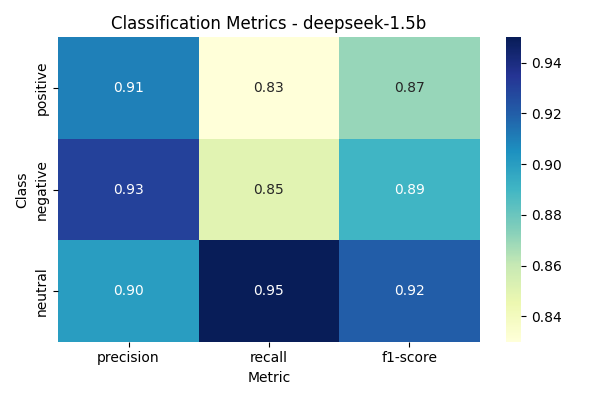 Classification Metrics - deepseek-1.5b
positive
0.91 0.83 0.87
Class
negative
0.93 0.85 0.89
neutral
0.90 0.95 0.92
precision recall f1-score
Metric
0.94
0.92
0.90
0.88
0.86
0.84